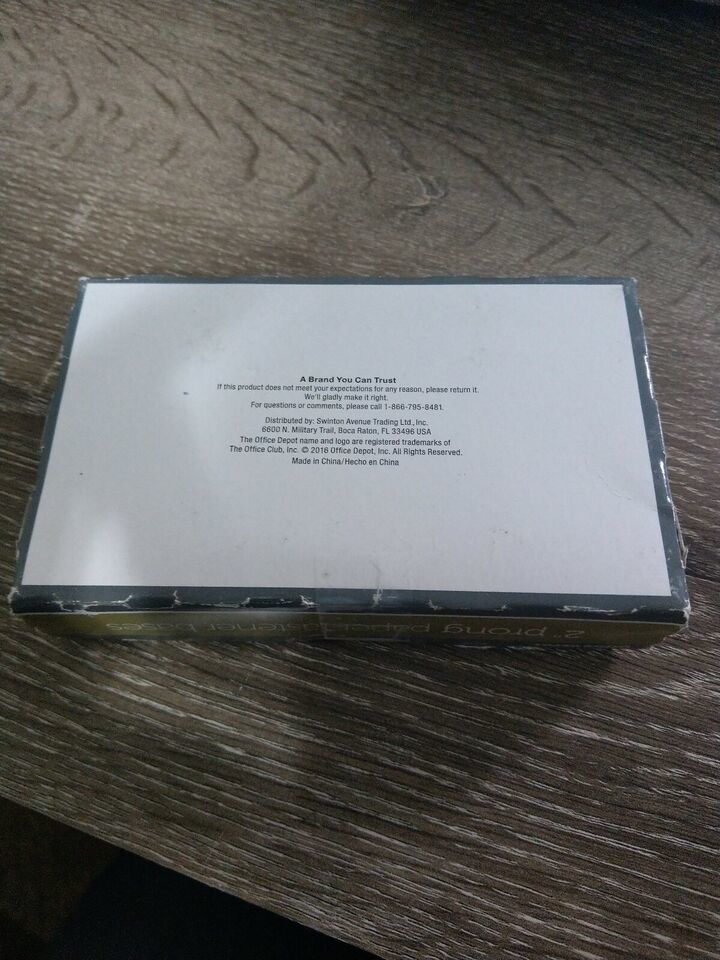 A Brand You Can Trust
If this product does not meet your expectations for any reason, please return it.
We'll gladly make it right.
For questions or comments, please call 1-866-795-8481.
Distributed by: Swinton Avenue Trading Ltd., Inc.
6600 N. Military Trail, Boca Raton, FL 33496 USA
The Office Depot name and logo are registered trademarks of
The Office Club, Inc. © 2016 Office Depot, Inc. All Rights Reserved.
Made in China/Hecho en China
2" prong paper fastener bases